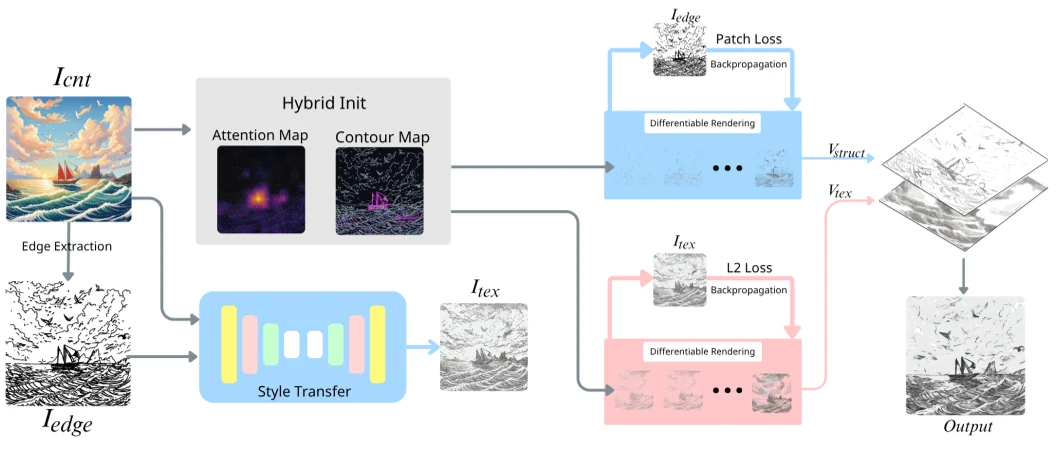 I_cnt
Hybrid Init
Attention Map
Contour Map
Edge Extraction
I_edge
Style Transfer
I_tex
I_edge
Patch Loss
Backpropagation
Differentiable Rendering
V_struct
V_tex
I_tex
L2 Loss
Backpropagation
Differentiable Rendering
Output